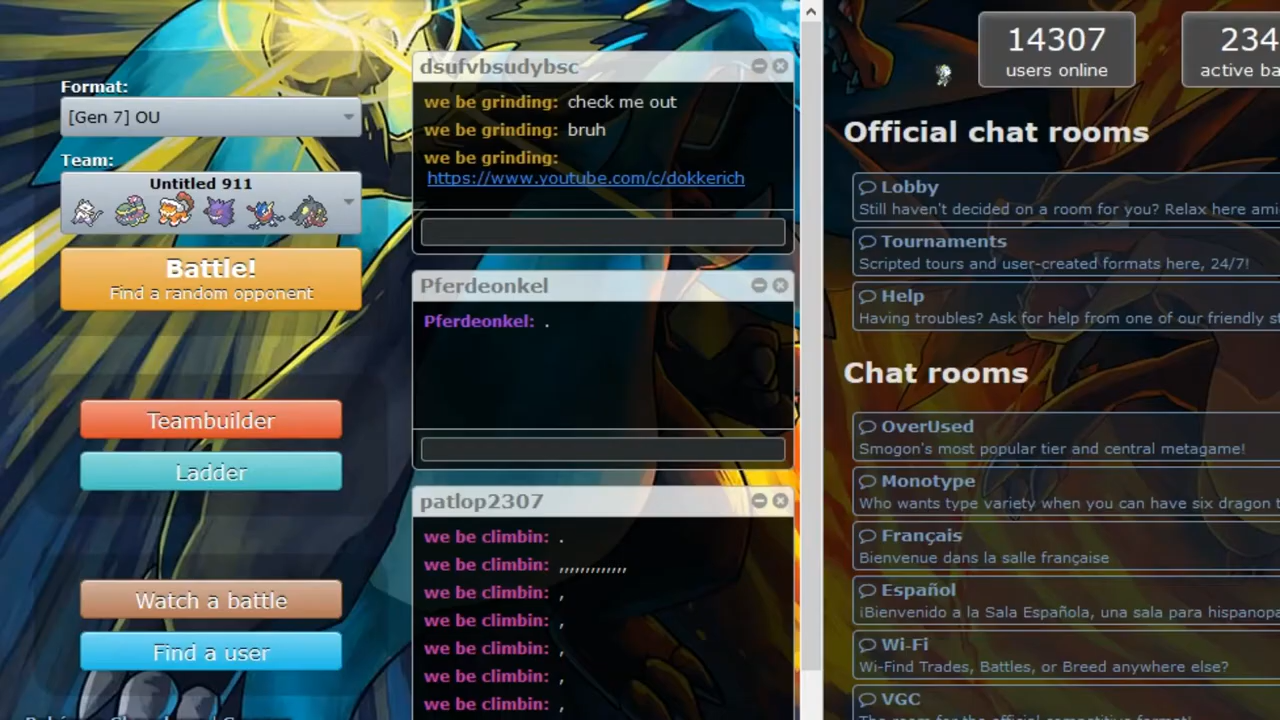 Format:
[Gen 7] OU
Team:
Untitled 911
Battle!
Find a random opponent
Teambuilder
Ladder
Watch a battle
Find a user
dsufvbsudybsc
we be grinding: check me out
we be grinding: bruh
we be grinding:
https://www.youtube.com/c/dokkerich
Pferdeonkel
Pferdeonkel: .
patlop2307
we be climbin: .
we be climbin: ,,,,,,,,,,,,,
we be climbin: ,
we be climbin: ,
we be climbin: ,
we be climbin: ,
we be climbin: ,
14307
users online
234
active ba
Official chat rooms
Lobby
Still haven't decided on a room for you? Relax here ami
Tournaments
Scripted tours and user-created formats here, 24/7!
Help
Having troubles? Ask for help from one of our friendly st
Chat rooms
OverUsed
Smogon's most popular tier and central metagame!
Monotype
Who wants type variety when you can have six dragon t
Français
Bienvenue dans la salle française
Español
¡Bienvenido a la Sala Española, una sala para hispanopa
Wi-Fi
Wi-Find Trades, Battles, or Breed anywhere else?
VGC